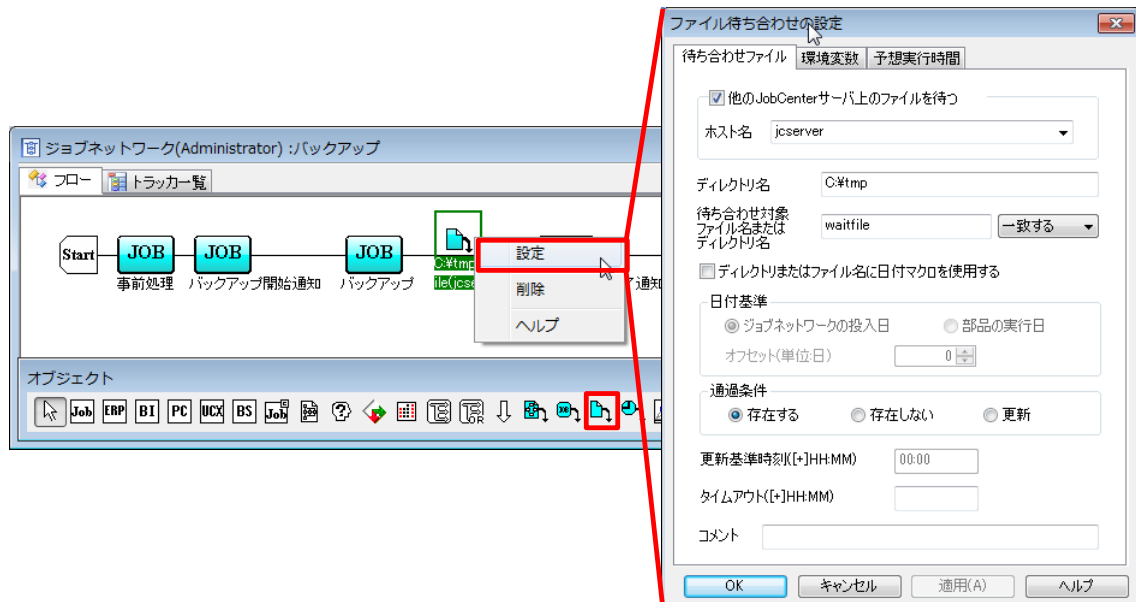 ジョブネットワーク(Administrator) :バックアップ
フロー
トラッカ一覧
Start
JOB
JOB
JOB
事前処理
バックアップ開始通知
バックアップ
C:¥tmp
ile(jcse
了通知
設定
削除
ヘルプ
オブジェクト
Job
ERP
BI
PC
UCX
BS
Job
OR
ファイル待ち合わせの設定
待ち合わせファイル
環境変数
予想実行時間
他のJobCenterサーバ上のファイルを待つ
ホスト名
jcserver
ディレクトリ名
C:¥tmp
待ち合わせ対象
ファイル名または
ディレクトリ名
waitfile
一致する
ディレクトリまたはファイル名に日付マクロを使用する
日付基準
ジョブネットワークの投入日
部品の実行日
オフセット(単位:日)
0
通過条件
存在する
存在しない
更新
更新基準時刻([+]HH:MM)
00:00
タイムアウト([+]HH:MM)
コメント
OK
キャンセル
適用(A)
ヘルプ